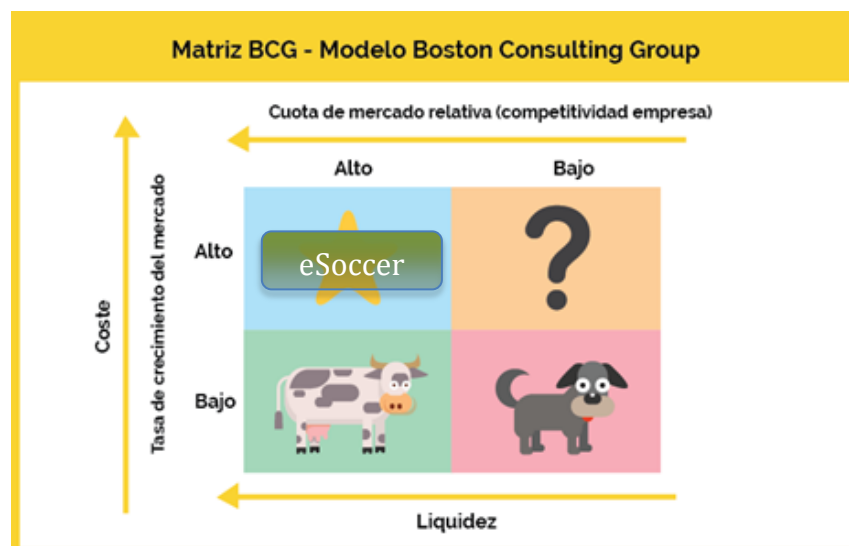 Matriz BCG - Modelo Boston Consulting Group
Cuota de mercado relativa (competitividad empresa)
Alto
Bajo
Coste
Tasa de crecimiento del mercado
Alto
eSoccer
?
Bajo
Liquidez